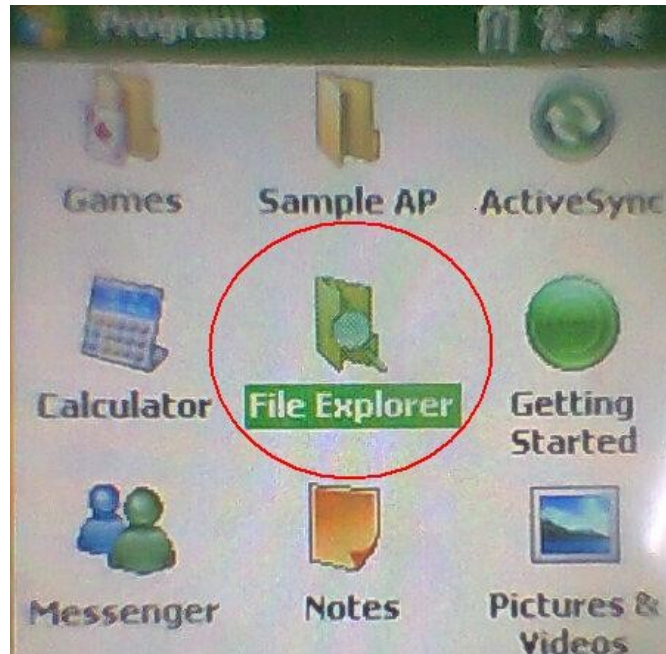 Programs
Games Sample AP ActiveSync
Calculator File Explorer Getting
Started
Messenger Notes Pictures &
Videos